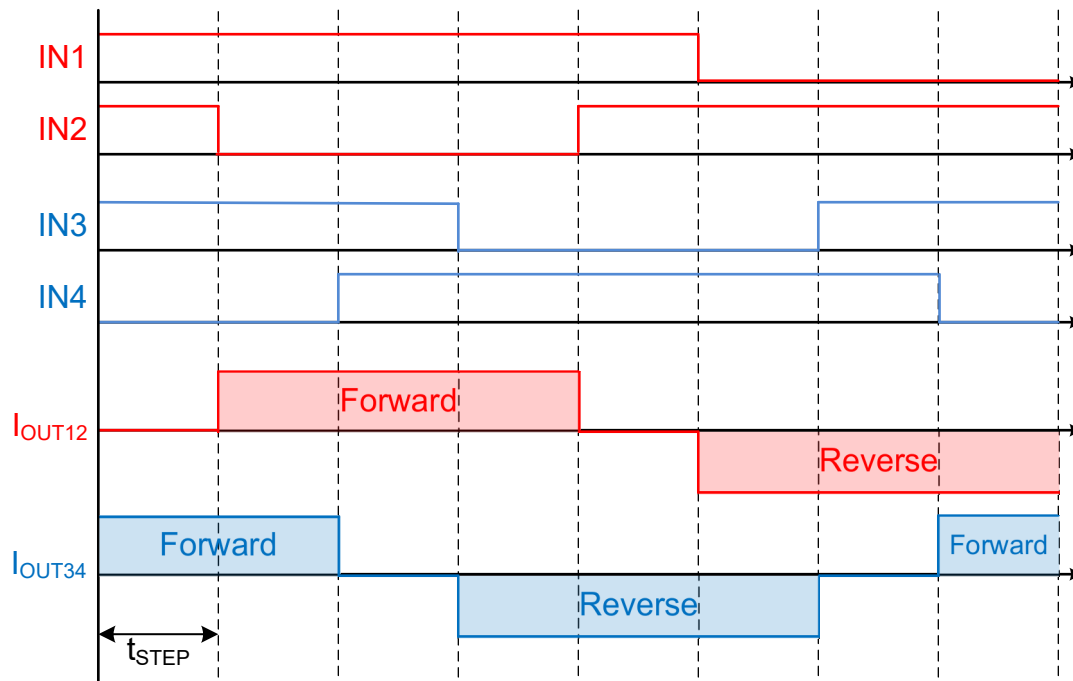 IN1
IN2
IN3
IN4
Forward
IOUT12
Reverse
Forward
Forward
IOUT34
Reverse
tSTEP